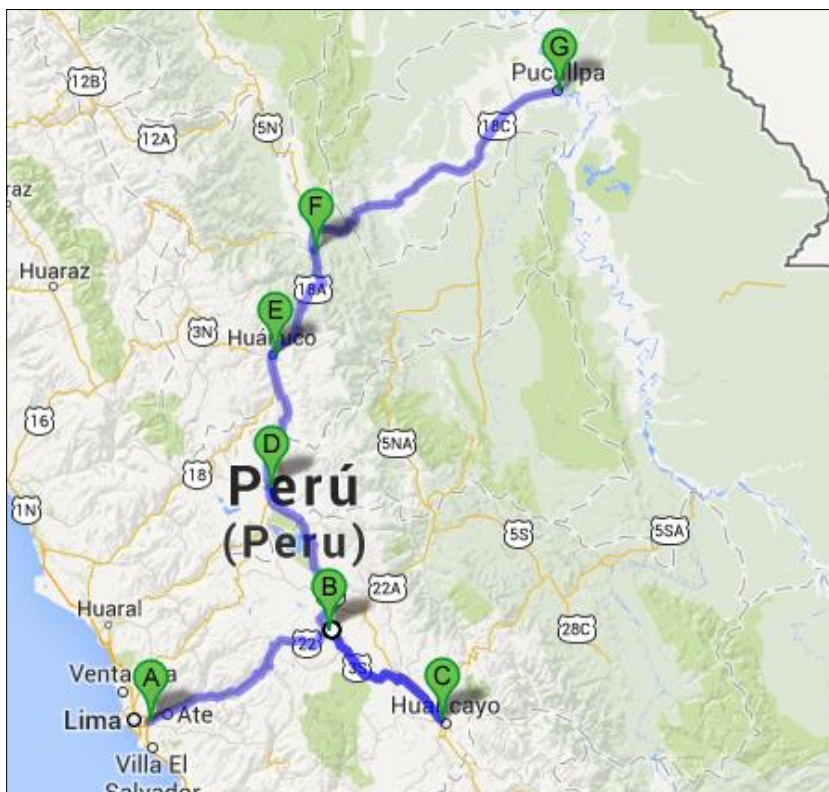 G
Pucallpa
12B
5N
18C
12A
F
raz
Huaraz
18A
E
3N
Huánuco
16
D
5NA
18
Perú
(Peru)
1N
5S
5SA
B
22A
Huaral
28C
22
3S
Venta
A
C
Huancayo
Lima
Ate
Villa El
Salvador